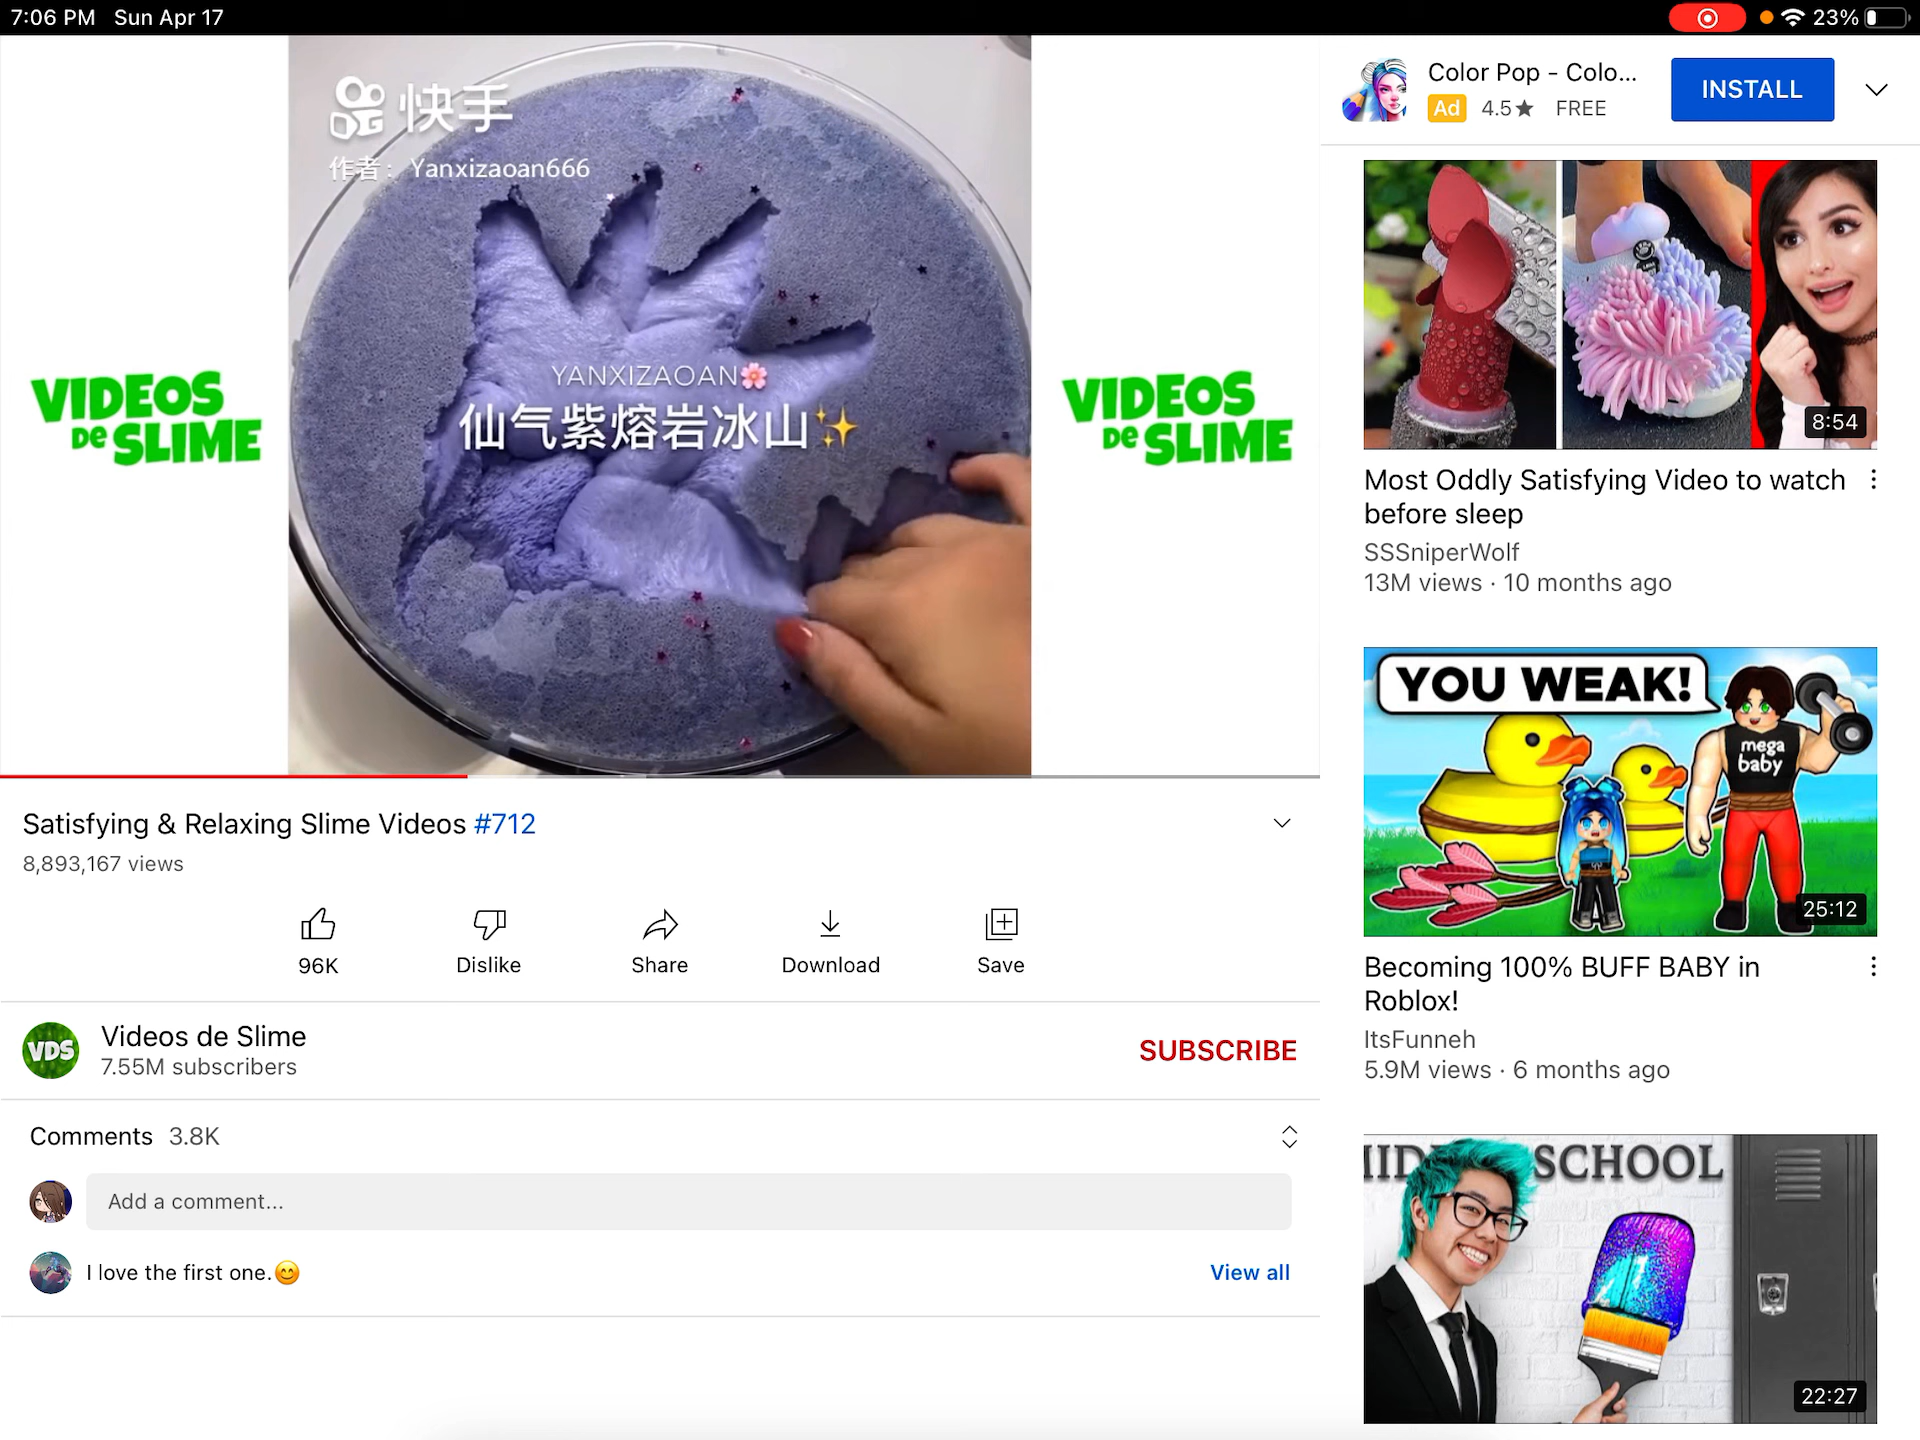 7:06 PM Sun Apr 17
23%
快手
作者: Yanxizaoan666
YANXIZAOAN🌸
仙气紫熔岩冰山✨
VIDEOS
de SLIME
VIDEOS
de SLIME
Satisfying & Relaxing Slime Videos #712
8,893,167 views
96K
Dislike
Share
Download
Save
VDS
Videos de Slime
7.55M subscribers
SUBSCRIBE
Comments 3.8K
Add a comment...
I love the first one.😊
View all
Color Pop - Colo...
Ad 4.5★ FREE
INSTALL
8:54
Most Oddly Satisfying Video to watch
before sleep
SSSniperWolf
13M views · 10 months ago
YOU WEAK!
mega
baby
25:12
Becoming 100% BUFF BABY in
Roblox!
ItsFunneh
5.9M views · 6 months ago
SCHOOL
22:27